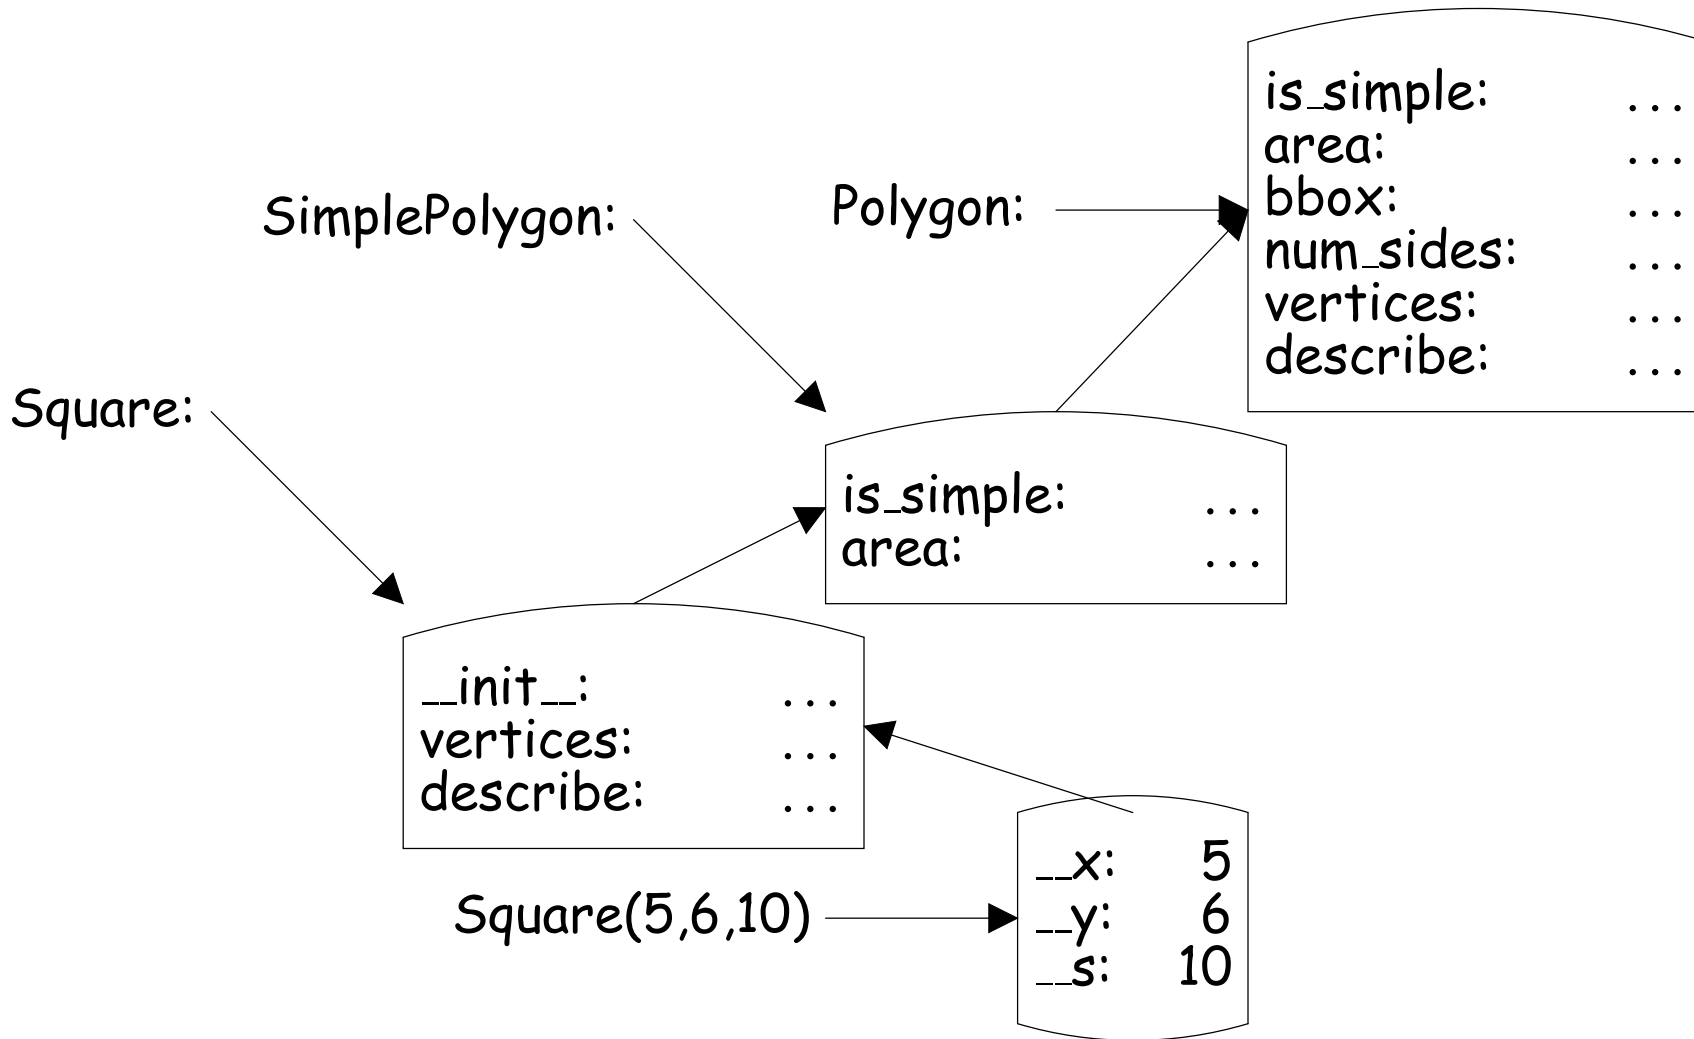 is_simple: ...
area: ...
bbox: ...
num_sides: ...
vertices: ...
describe: ...
SimplePolygon:
Polygon:
Square:
is_simple: ...
area: ...
__init__: ...
vertices: ...
describe: ...
Square(5,6,10)
__x: 5
__y: 6
__s: 10